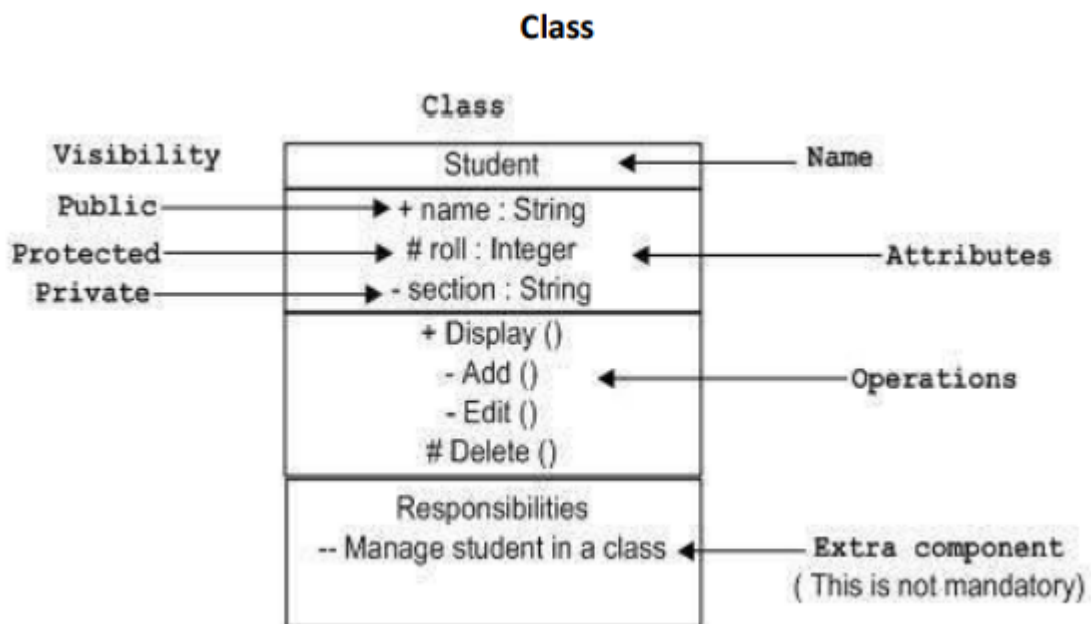 Class
Class
Visibility
Student
Name
Public
+ name : String
Protected
# roll : Integer
Attributes
Private
- section : String
+ Display ()
- Add ()
Operations
- Edit ()
# Delete ()
Responsibilities
-- Manage student in a class
Extra component
( This is not mandatory)